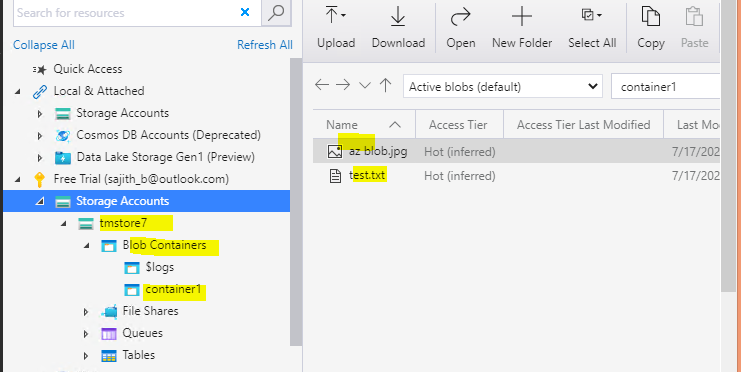 Search for resources
Collapse All
Refresh All
Quick Access
Local & Attached
Storage Accounts
Cosmos DB Accounts (Deprecated)
Data Lake Storage Gen1 (Preview)
Free Trial (sajith_b@outlook.com)
Storage Accounts
tmstore7
Blob Containers
$logs
container1
File Shares
Queues
Tables
Upload
Download
Open
New Folder
Select All
Copy
Paste
Active blobs (default)
container1
Name
Access Tier
Access Tier Last Modified
Last Mo
az blob.jpg
Hot (inferred)
7/17/202
test.txt
Hot (inferred)
7/17/202